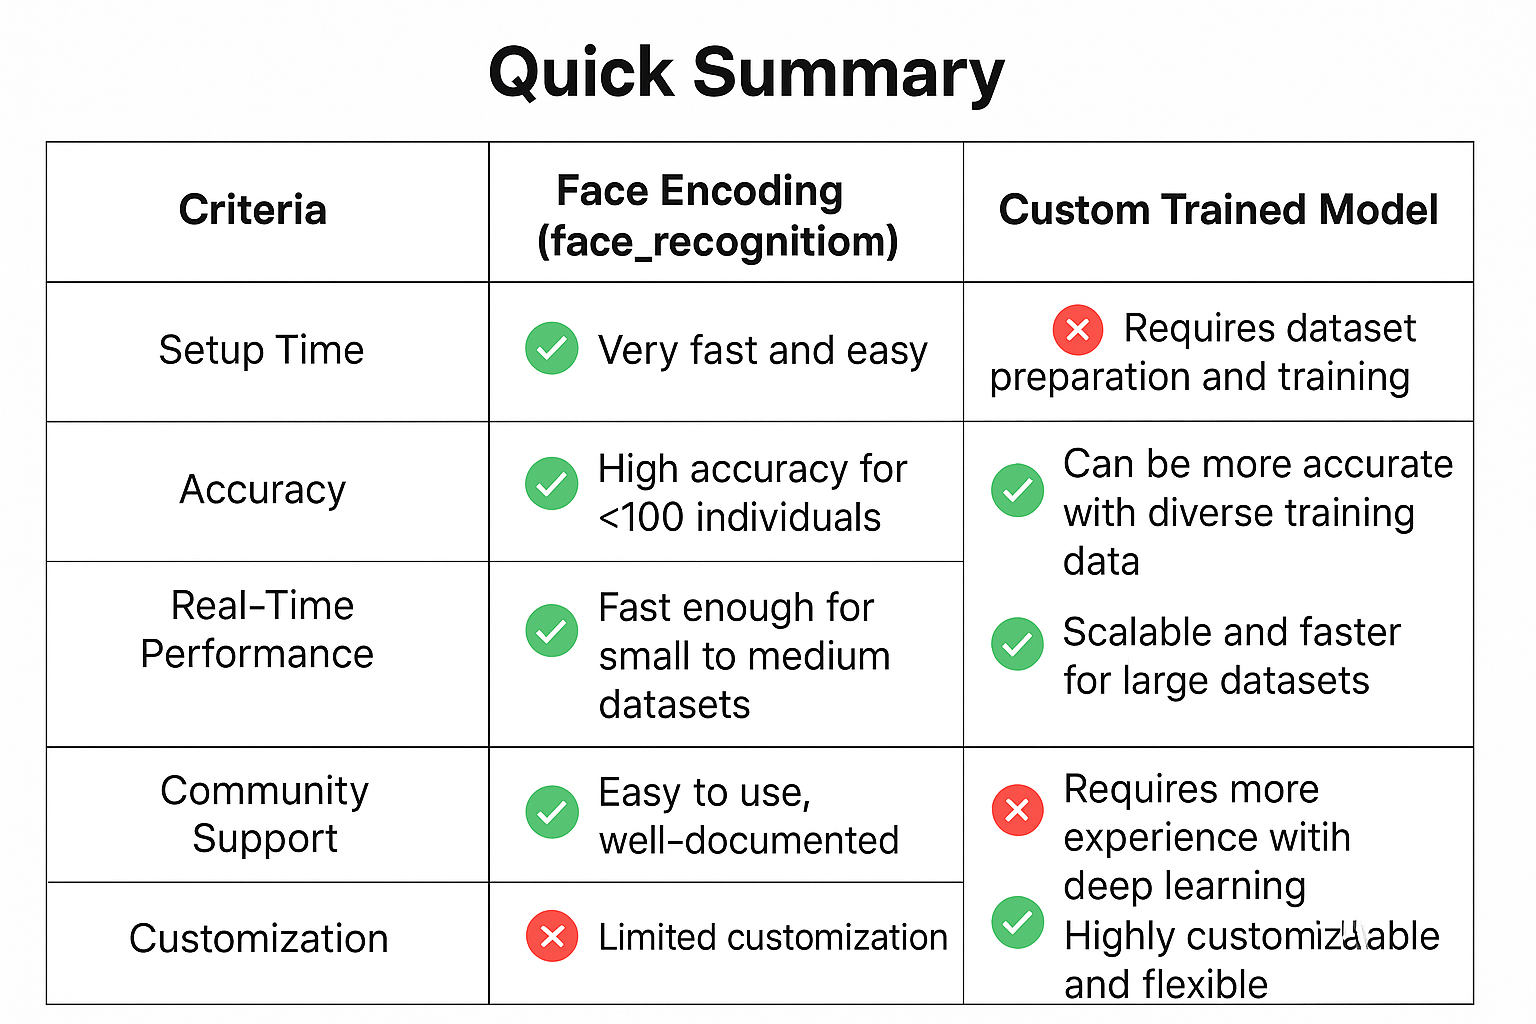 Quick Summary
Criteria
Face Encoding
(face_recognitiom)
Custom Trained Model
Setup Time
Very fast and easy
Requires dataset
preparation and training
Accuracy
High accuracy for
<100 individuals
Can be more accurate
with diverse training
data
Real-Time
Performance
Fast enough for
small to medium
datasets
Scalable and faster
for large datasets
Community
Support
Easy to use,
well-documented
Requires more
experience witih
deep learning
Customization
Limited customization
Highly
and flexible